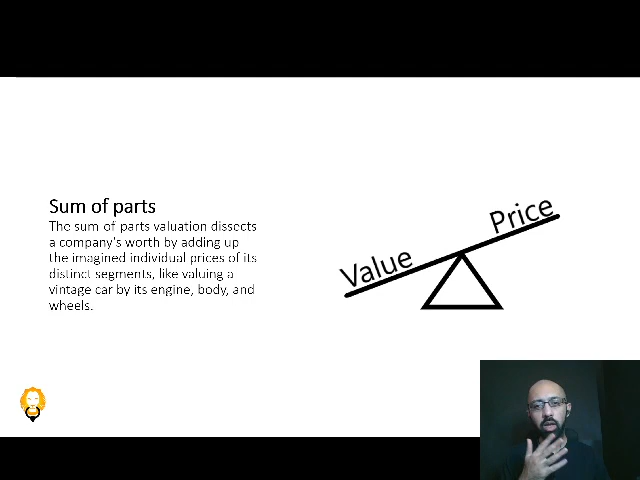 Sum of parts
The sum of parts valuation dissects
a company's worth by adding up
the imagined individual prices of its
distinct segments, like valuing a
vintage car by its engine, body, and
wheels.
Value
Price